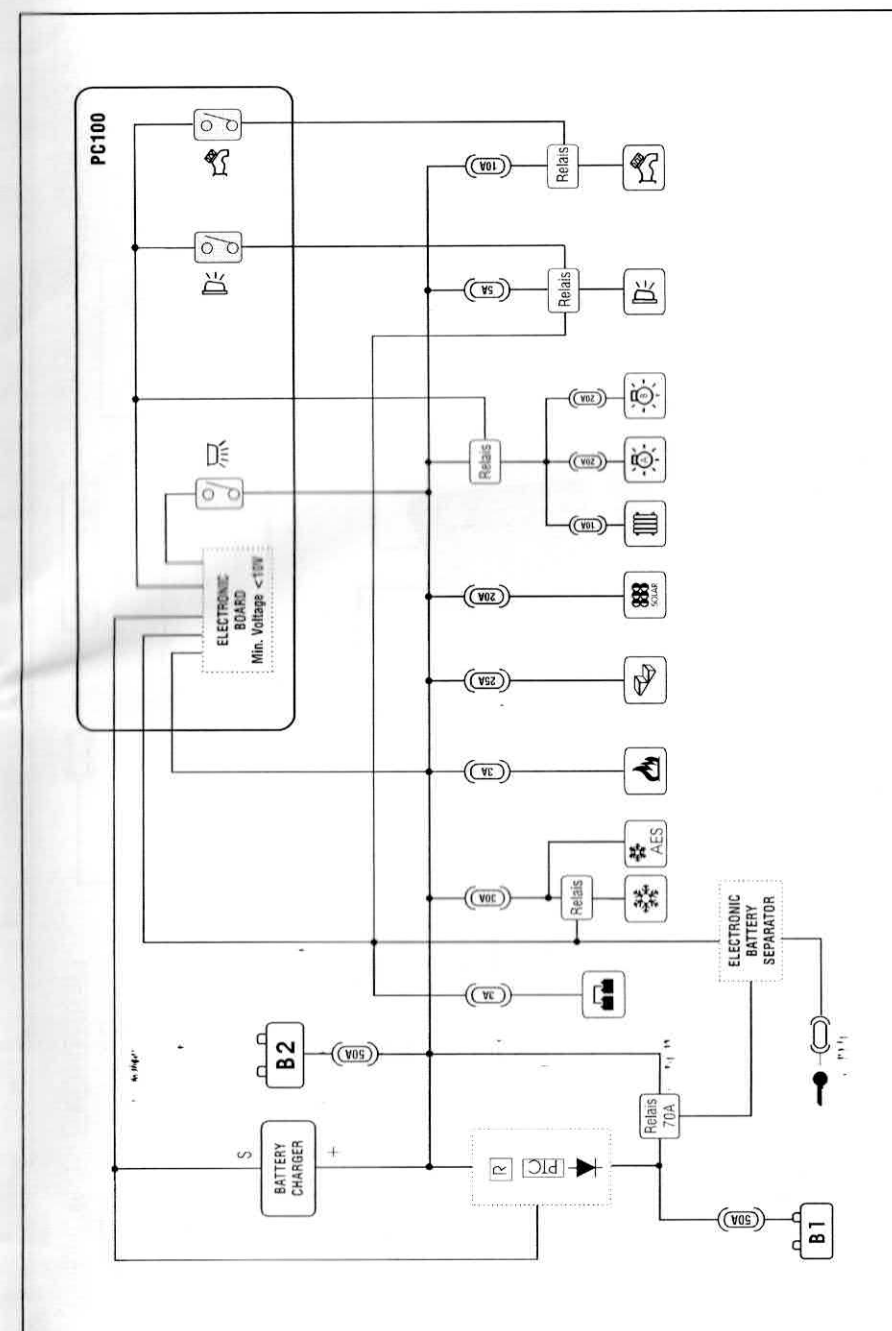 PC100
ELECTRONIC
BOARD
Min. Voltage <10V
10A
Relais
5A
Relais
Relais
20A
B
20A
A
10A
20A
SOLAR
25A
3A
30A
Relais
AES
3A
ELECTRONIC
BATTERY
SEPARATOR
B2
50A
S
BATTERY
CHARGER
+
R
PTC
Relais
70A
50A
B1